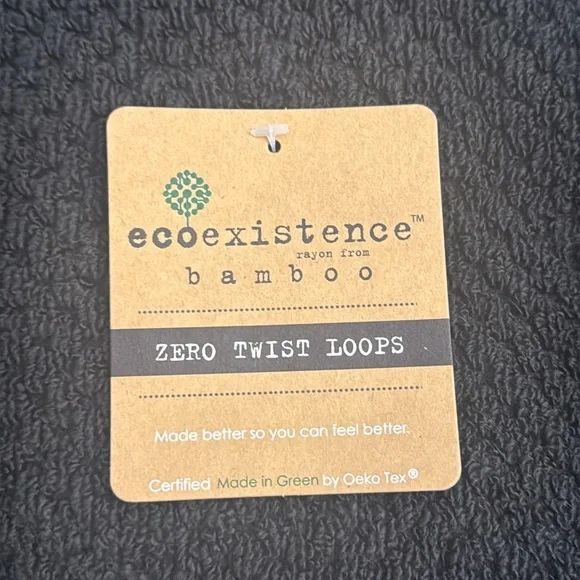 ecoexistence™
rayon from
bamboo
ZERO TWIST LOOPS
Made better so you can feel better.
Certified Made in Green by Oeko Tex®